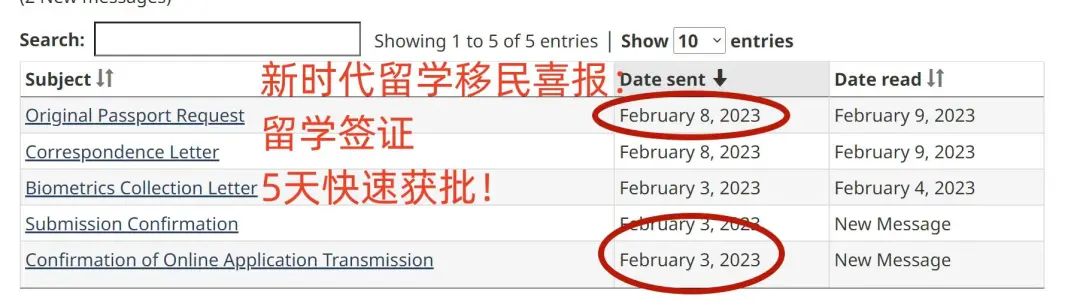 (2 New messages)
Search: Showing 1 to 5 of 5 entries | Show 10 entries
Subject Date sent Date read
新时代留学移民喜报：
Original Passport Request February 8, 2023 February 9, 2023
留学签证
Correspondence Letter February 8, 2023 February 9, 2023
5天快速获批！
Biometrics Collection Letter February 3, 2023 February 4, 2023
Submission Confirmation February 3, 2023 New Message
Confirmation of Online Application Transmission February 3, 2023 New Message